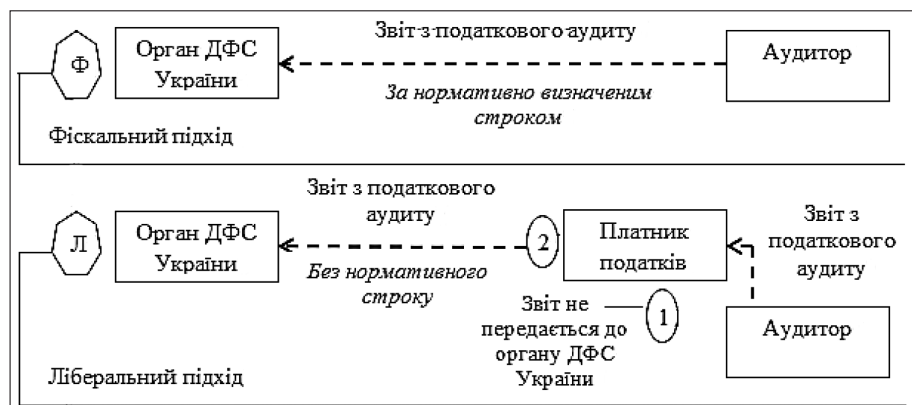 Ф
Орган ДФС
України
Звіт з податкового аудиту
За нормативно визначеним
строком
Аудитор
Фіскальний підхід
Л
Орган ДФС
України
Звіт з податкового
аудиту
Без нормативного
строку
2
Платник
податків
Звіт з
податкового
аудиту
Звіт не
передається до
органу ДФС
України
1
Аудитор
Ліберальний підхід